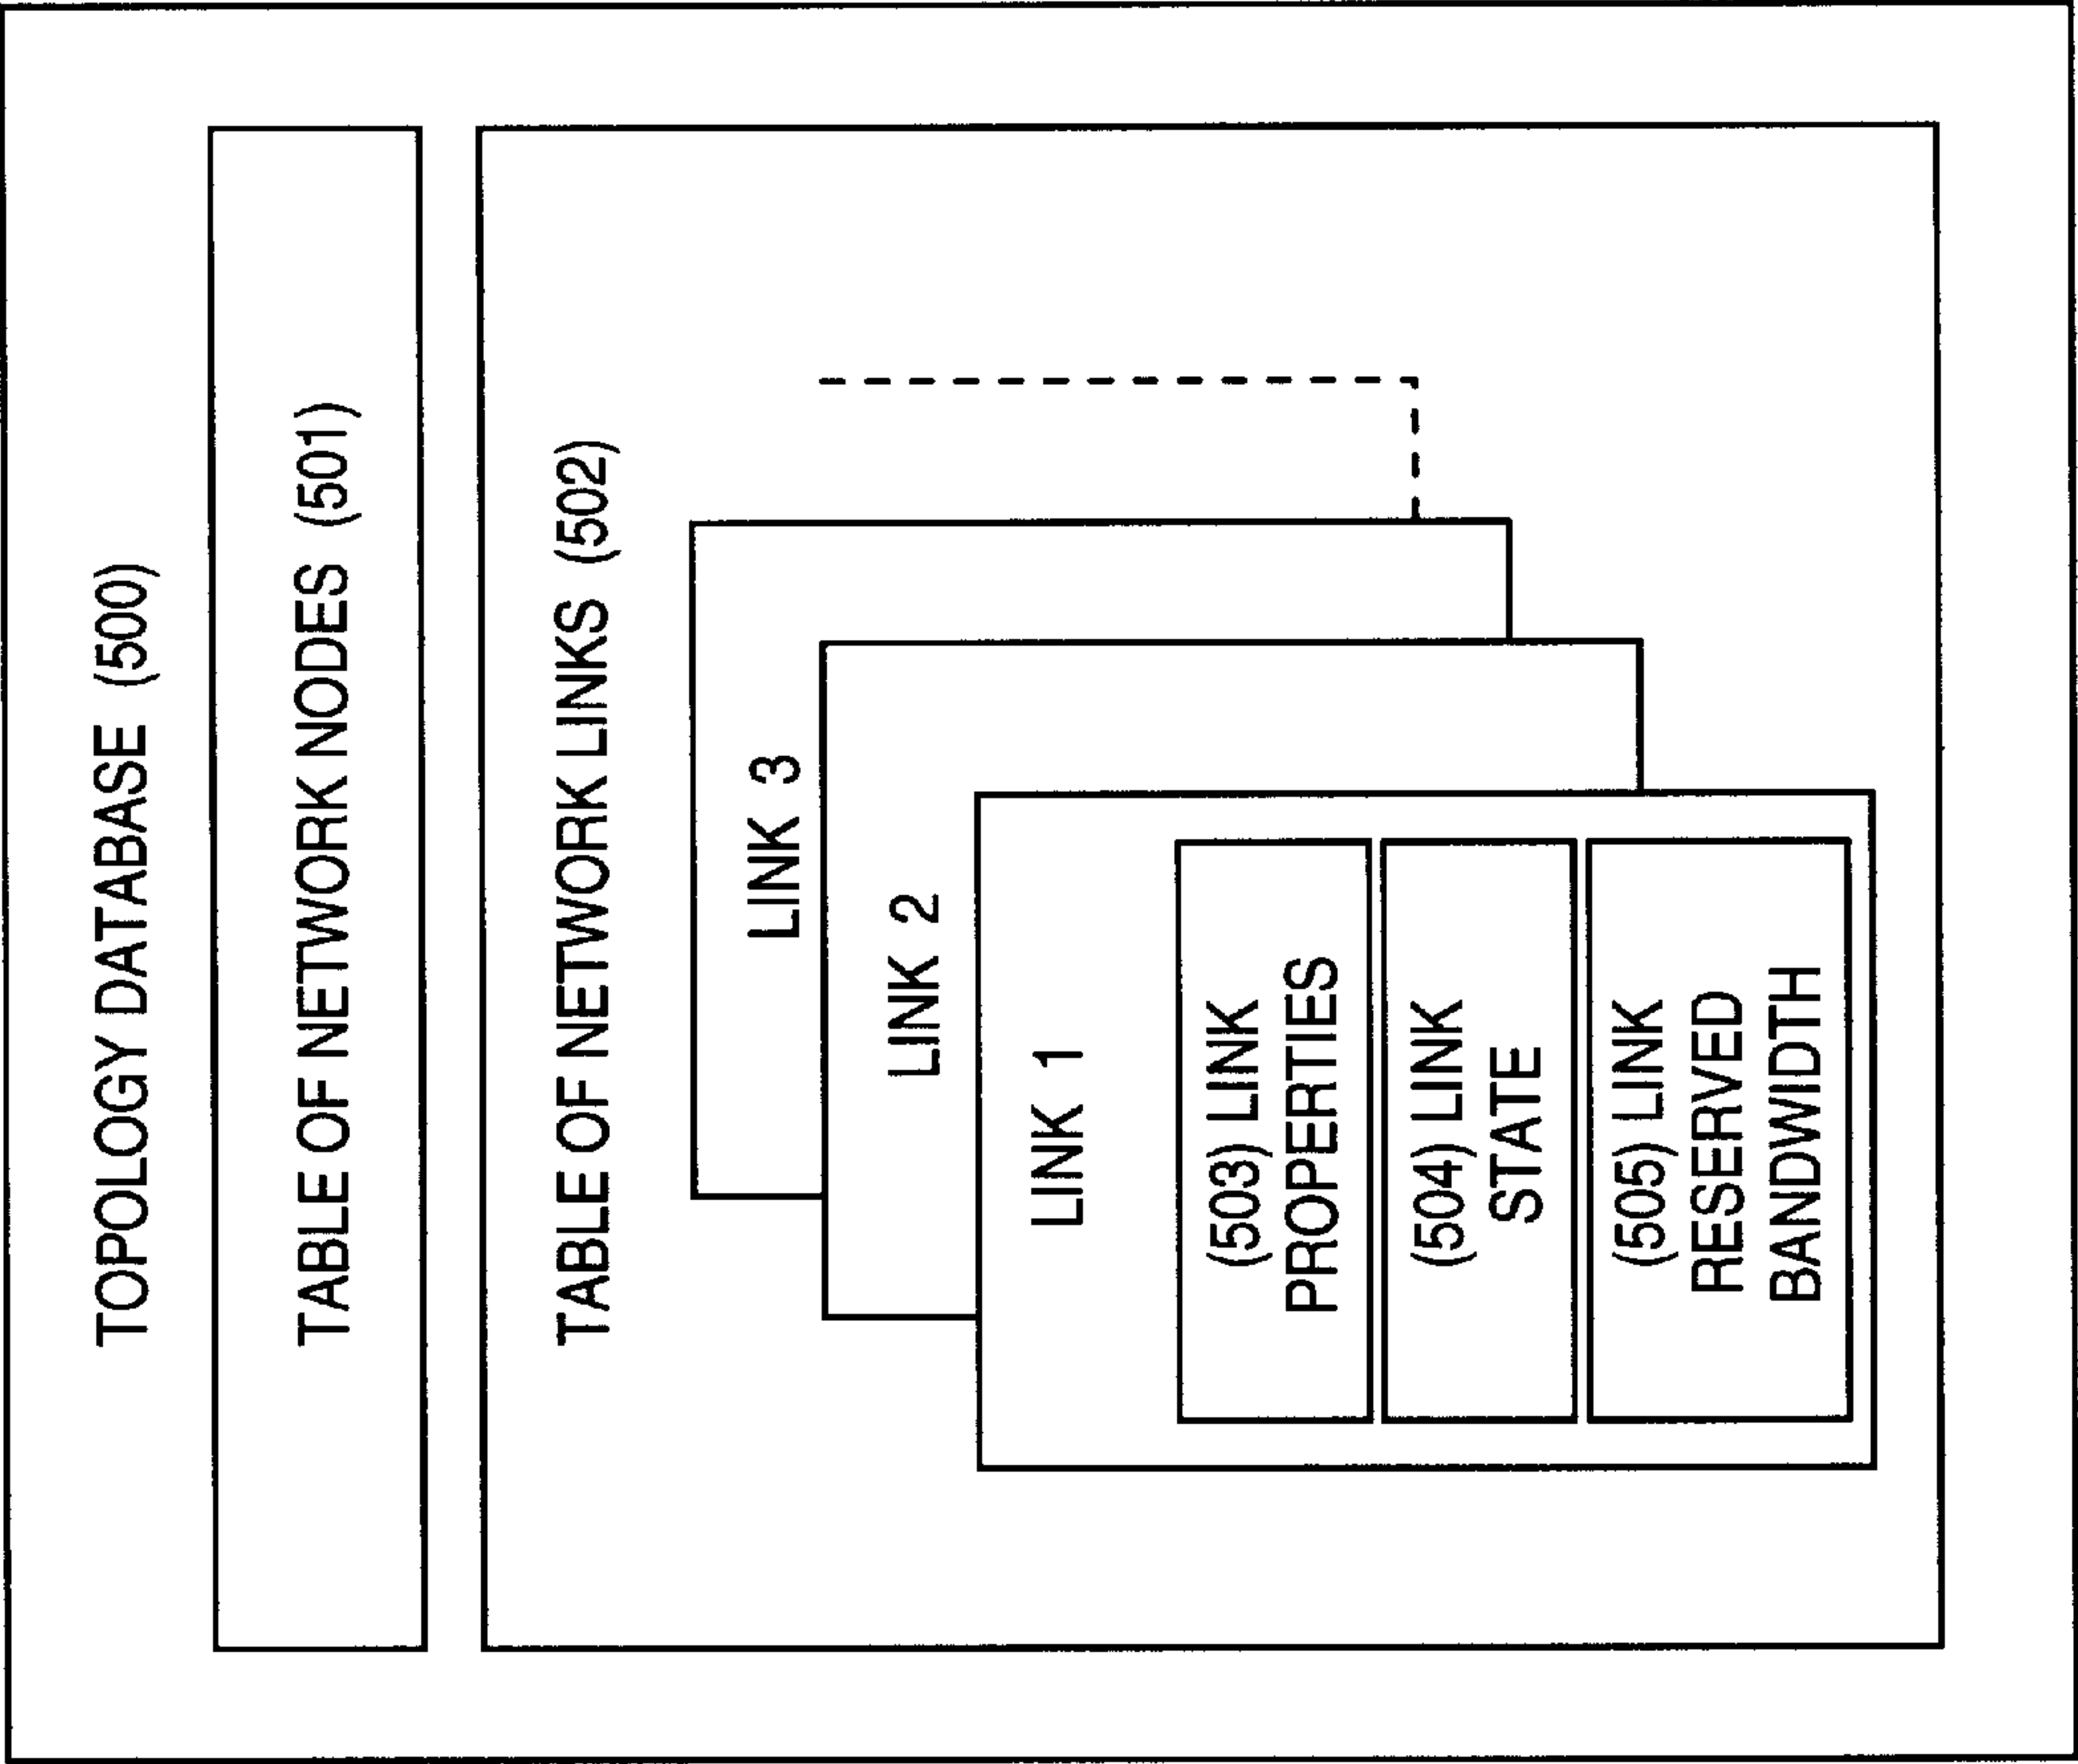 TOPOLOGY DATABASE (500)
TABLE OF NETWORK NODES (501)
TABLE OF NETWORK LINKS (502)
LINK 3
LINK 2
LINK 1
(503) LINK
PROPERTIES
(504) LINK
STATE
(505) LINK
RESERVED
BANDWIDTH